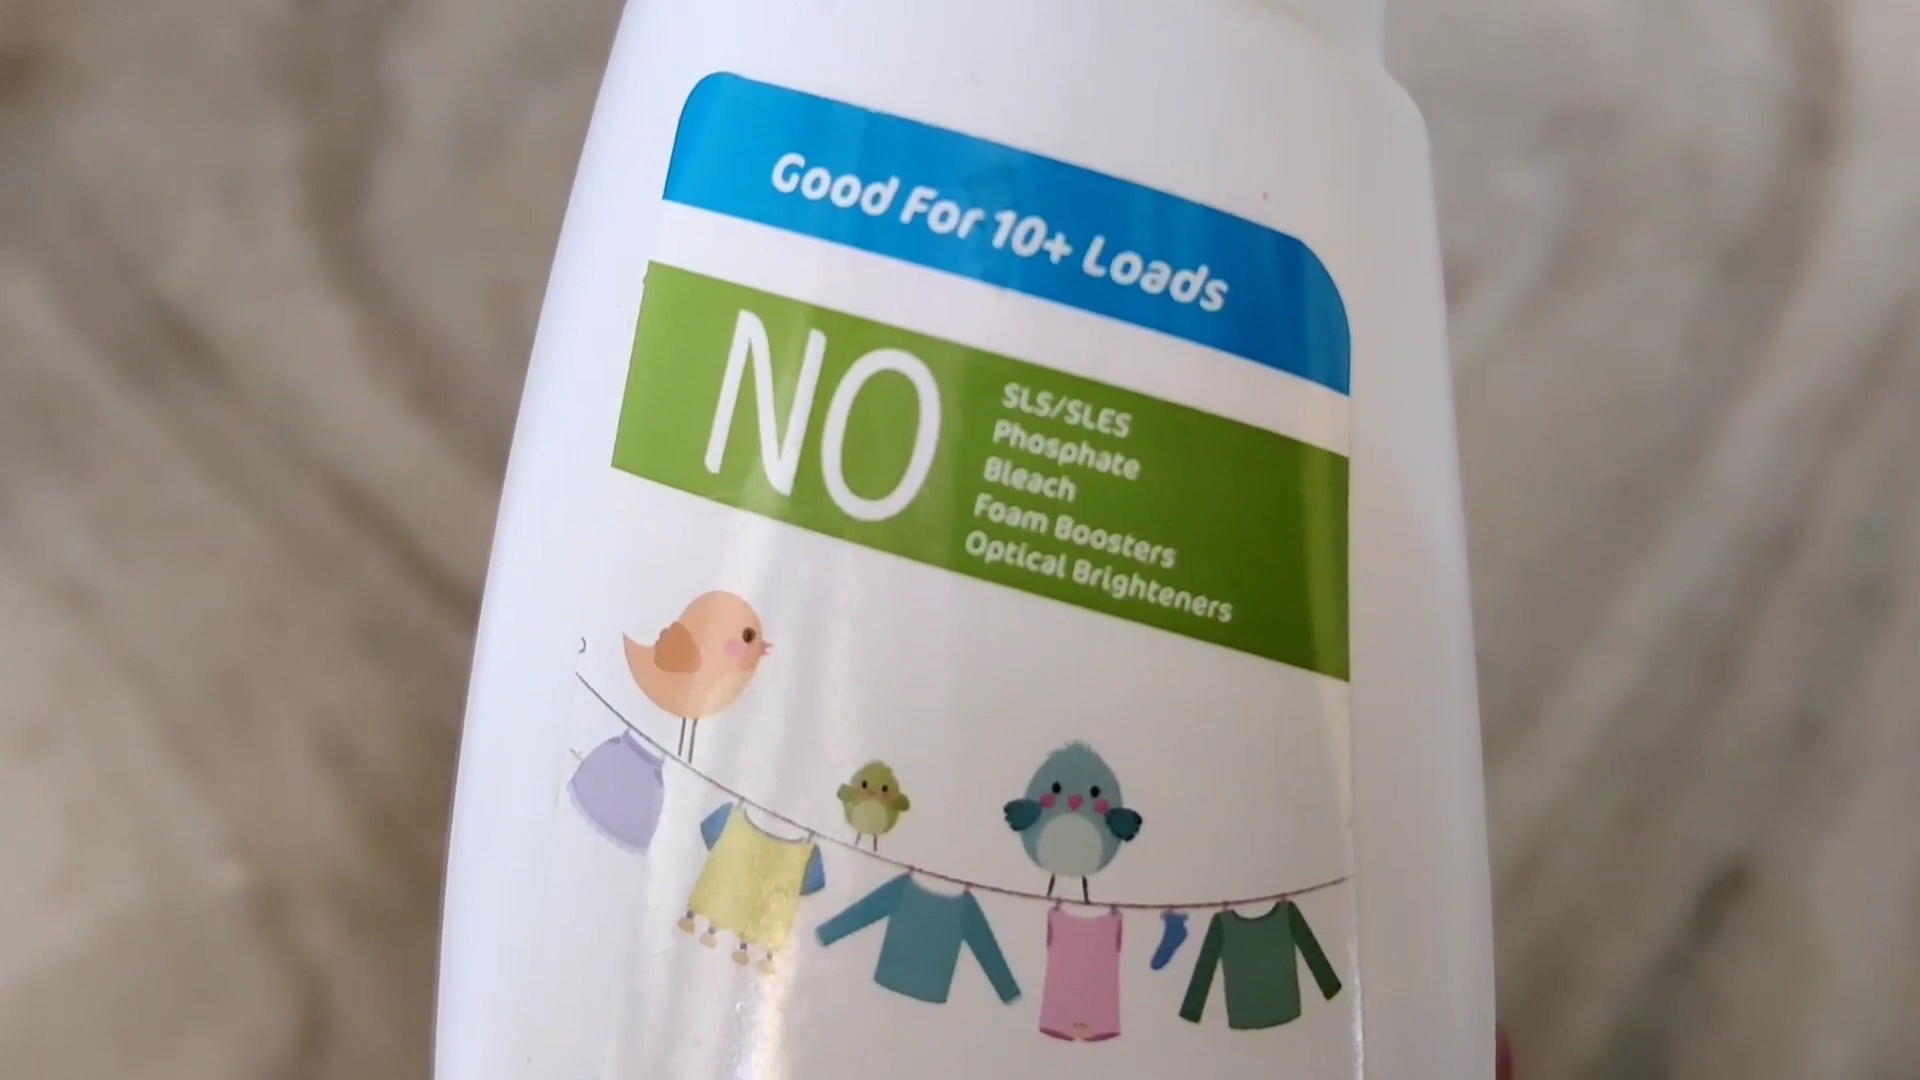 Good For 10+ Loads
NO
SLS/SLES
Phosphate
Bleach
Foam Boosters
Optical Brighteners